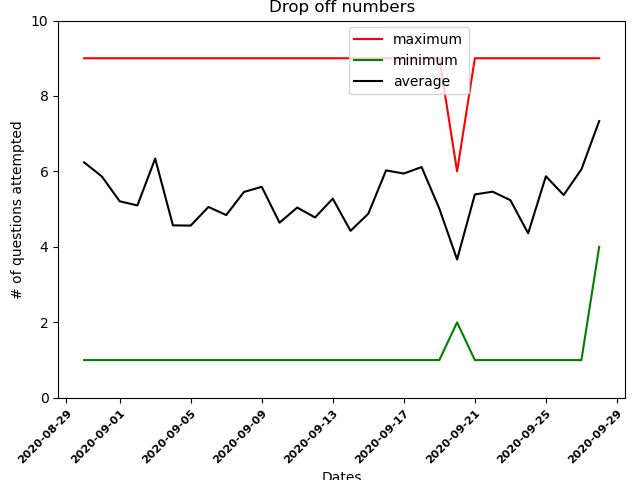 Drop off numbers
maximum
minimum
average
# of questions attempted
10
8
6
4
2
0
2020-08-29
2020-09-01
2020-09-05
2020-09-09
2020-09-13
2020-09-17
2020-09-21
2020-09-25
2020-09-29
Dates